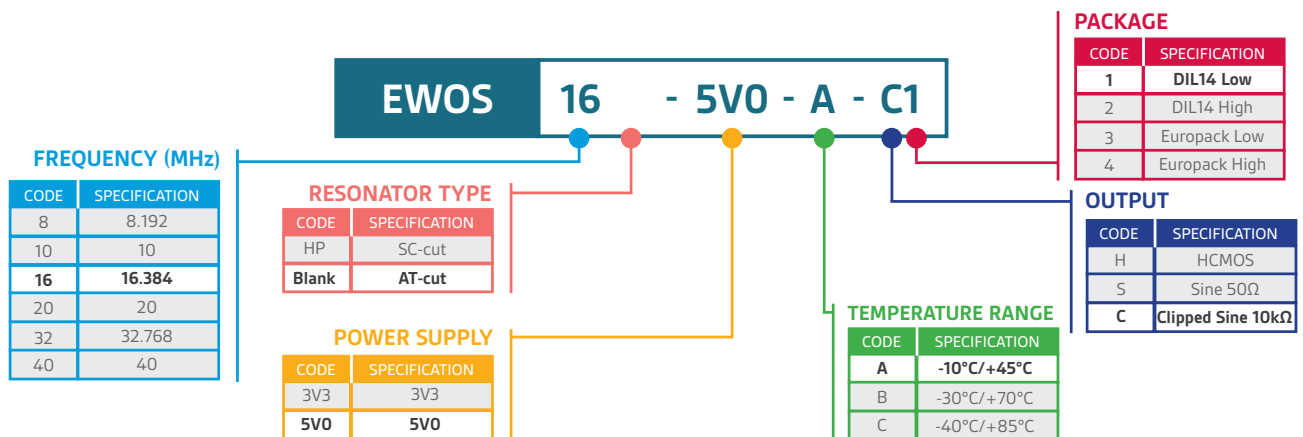 EWOS 16 - 5V0 - A - C1
FREQUENCY (MHz)
CODE SPECIFICATION
8 8.192
10 10
16 16.384
20 20
32 32.768
40 40
RESONATOR TYPE
CODE SPECIFICATION
HP SC-cut
Blank AT-cut
POWER SUPPLY
CODE SPECIFICATION
3V3 3V3
5V0 5V0
TEMPERATURE RANGE
CODE SPECIFICATION
A -10°C/+45°C
B -30°C/+70°C
C -40°C/+85°C
OUTPUT
CODE SPECIFICATION
H HCMOS
S Sine 50Ω
C Clipped Sine 10kΩ
PACKAGE
CODE SPECIFICATION
1 DIL14 Low
2 DIL14 High
3 Europack Low
4 Europack High